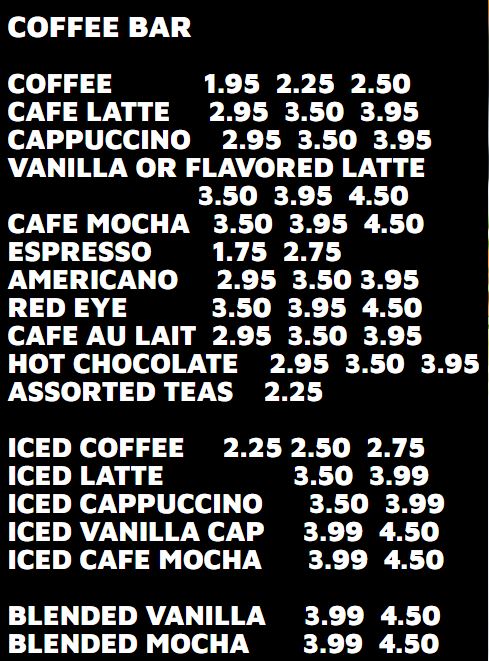 COFFEE BAR
COFFEE 1.95 2.25 2.50
CAFE LATTE 2.95 3.50 3.95
CAPPUCCINO 2.95 3.50 3.95
VANILLA OR FLAVORED LATTE
3.50 3.95 4.50
CAFE MOCHA 3.50 3.95 4.50
ESPRESSO 1.75 2.75
AMERICANO 2.95 3.50 3.95
RED EYE 3.50 3.95 4.50
CAFE AU LAIT 2.95 3.50 3.95
HOT CHOCOLATE 2.95 3.50 3.95
ASSORTED TEAS 2.25
ICED COFFEE 2.25 2.50 2.75
ICED LATTE 3.50 3.99
ICED CAPPUCCINO 3.50 3.99
ICED VANILLA CAP 3.99 4.50
ICED CAFE MOCHA 3.99 4.50
BLENDED VANILLA 3.99 4.50
BLENDED MOCHA 3.99 4.50